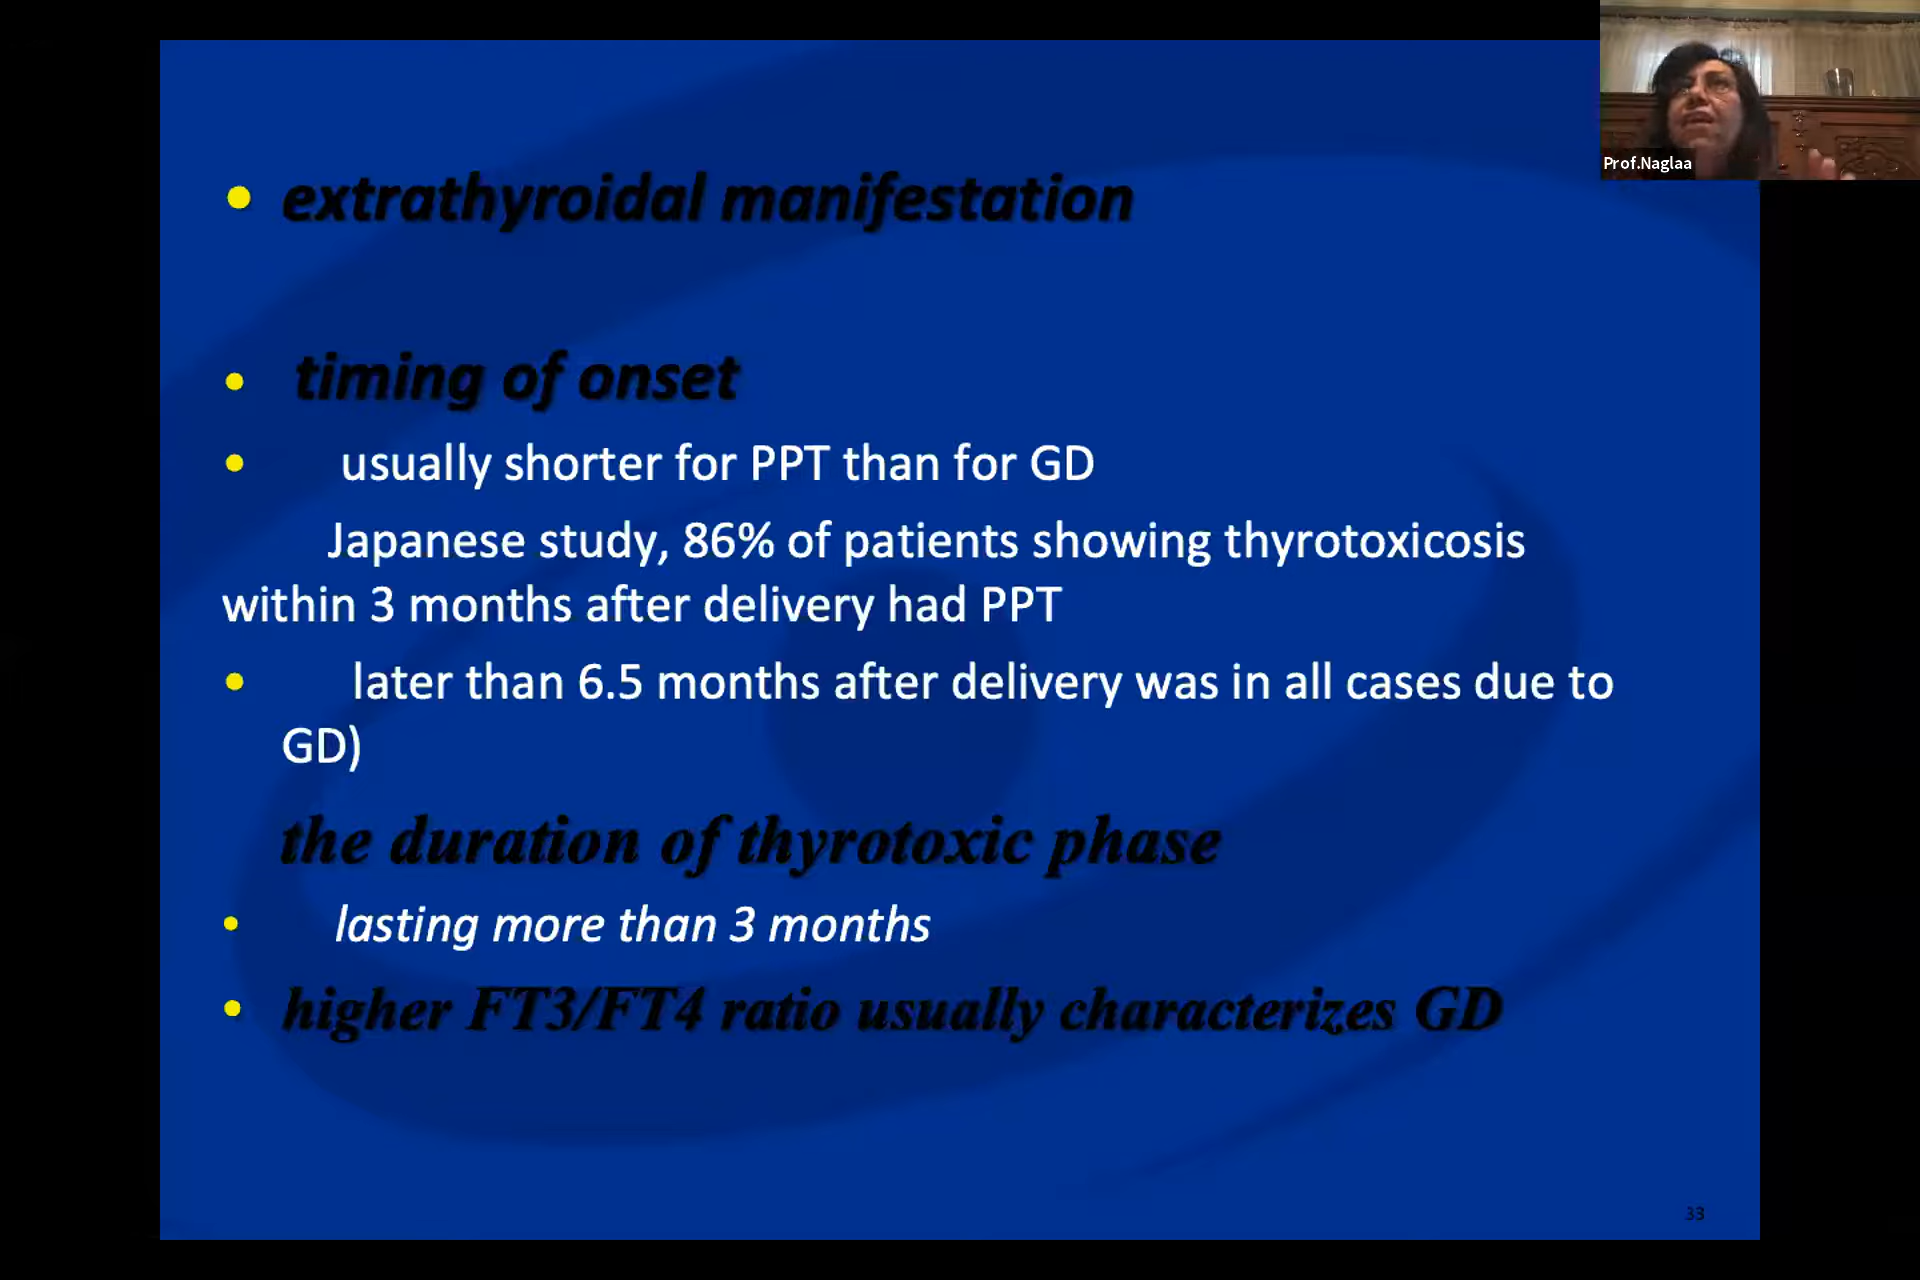 Prof.Naglaa
• extrathyroidal manifestation
• timing of onset
• usually shorter for PPT than for GD
Japanese study, 86% of patients showing thyrotoxicosis
within 3 months after delivery had PPT
• later than 6.5 months after delivery was in all cases due to
GD)
the duration of thyrotoxic phase
• lasting more than 3 months
• higher FT3/FT4 ratio usually characterizes GD
33